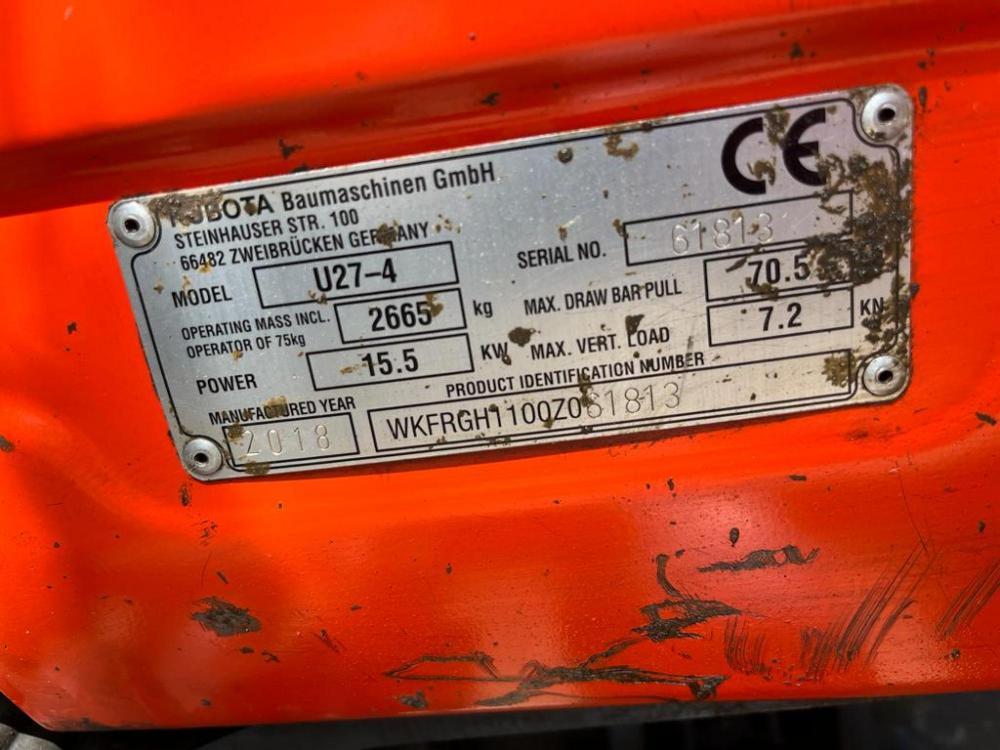 KUBOTA Baumaschinen GmbH
STEINHAUSER STR. 100
66482 ZWEIBRÜCKEN GERMANY
CE
MODEL U27-4
SERIAL NO. 61813
OPERATING MASS INCL. OPERATOR OF 75kg 2665 kg
MAX. DRAW BAR PULL 70.5
POWER 15.5 KW
MAX. VERT. LOAD 7.2 KN
MANUFACTURED YEAR 2018
PRODUCT IDENTIFICATION NUMBER
WKFRGH1100Z061813